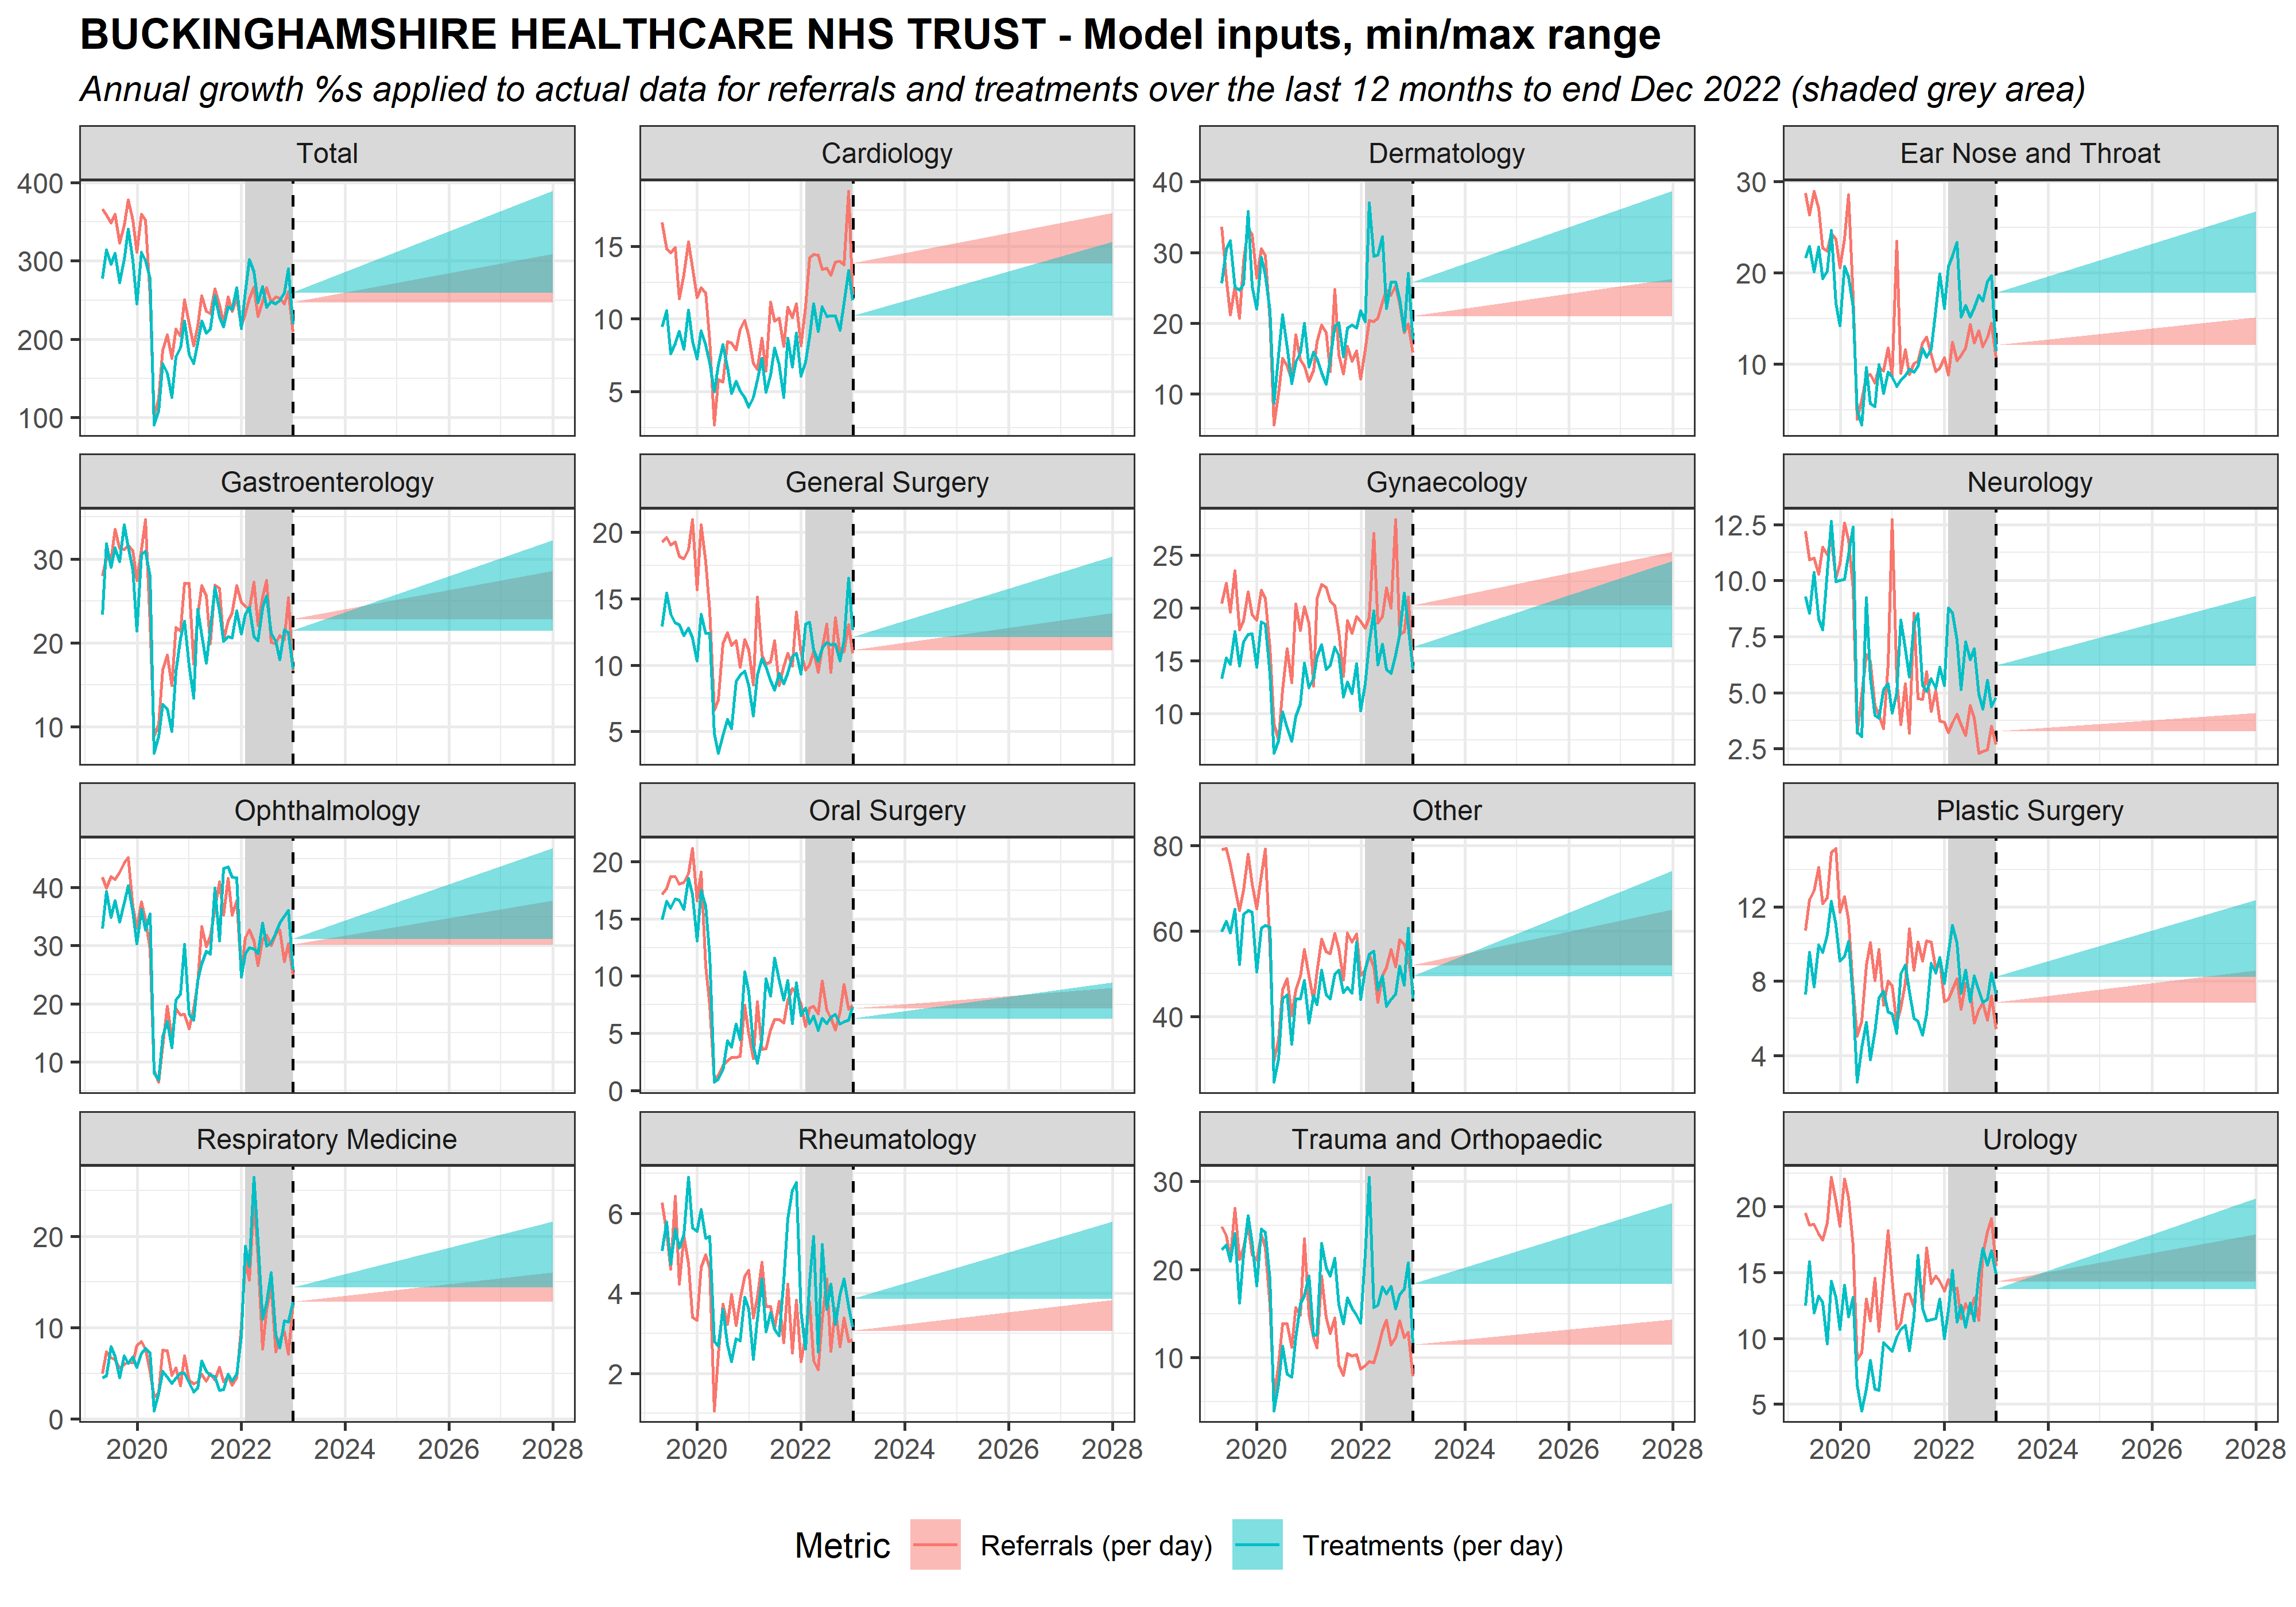 BUCKINGHAMSHIRE HEALTHCARE NHS TRUST - Model inputs, min/max range
Annual growth %s applied to actual data for referrals and treatments over the last 12 months to end Dec 2022 (shaded grey area)
Total
Cardiology
Dermatology
Ear Nose and Throat
400
300
200
100
15
10
5
40
30
20
10
30
20
10
Gastroenterology
General Surgery
Gynaecology
Neurology
30
20
10
20
15
10
5
25
20
15
10
12.5
10.0
7.5
5.0
2.5
Ophthalmology
Oral Surgery
Other
Plastic Surgery
40
30
20
10
20
15
10
5
0
80
60
40
12
8
4
Respiratory Medicine
Rheumatology
Trauma and Orthopaedic
Urology
20
10
0
6
4
2
30
20
10
20
15
10
5
2020 2022 2024 2026 2028
2020 2022 2024 2026 2028
2020 2022 2024 2026 2028
2020 2022 2024 2026 2028
Metric Referrals (per day) Treatments (per day)